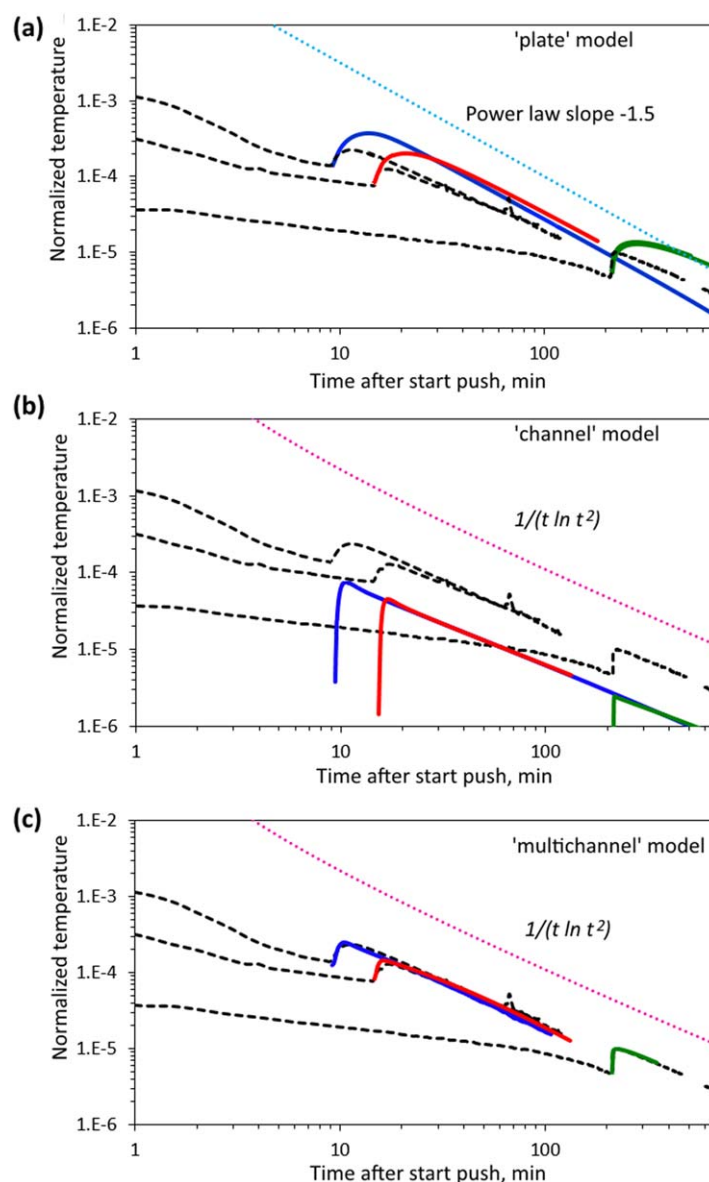 (a)
1.E-2
'plate' model
1.E-3
Power law slope -1.5
1.E-4
1.E-5
1.E-6
Normalized temperature
1 10 100
Time after start push, min
(b)
1.E-2
'channel' model
1.E-3
1/(t ln t²)
1.E-4
1.E-5
1.E-6
Normalized temperature
1 10 100
Time after start push, min
(c)
1.E-2
'multichannel' model
1.E-3
1/(t ln t²)
1.E-4
1.E-5
1.E-6
Normalized temperature
1 10 100
Time after start push, min